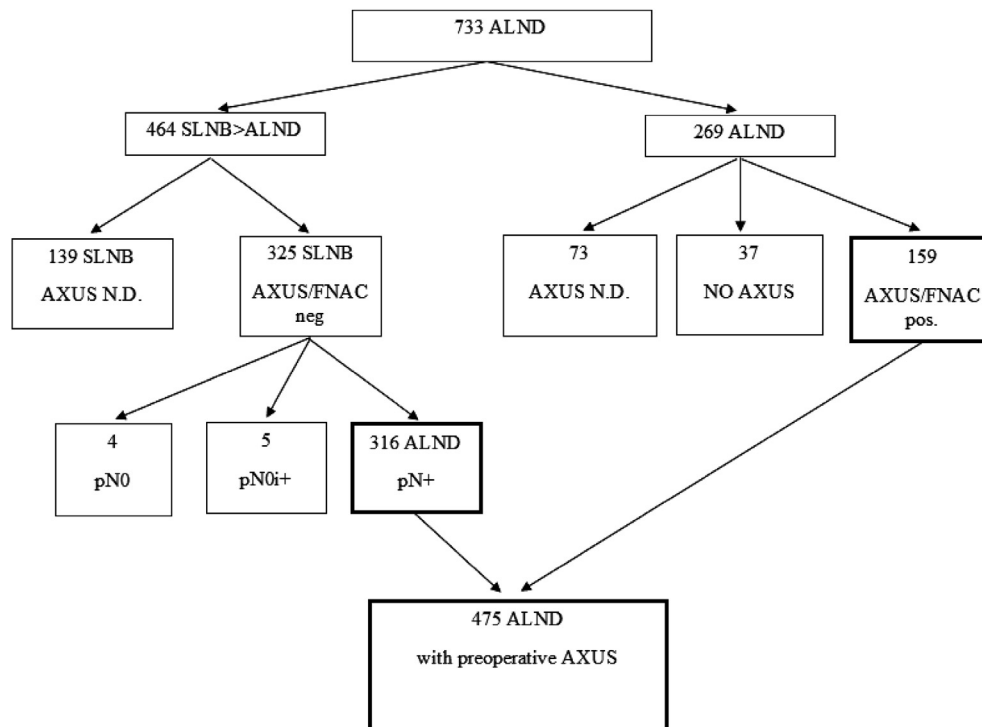 733 ALND
464 SLNB>ALND
269 ALND
139 SLNB
AXUS N.D.
325 SLNB
AXUS/FNAC
neg
73
AXUS N.D.
37
NO AXUS
159
AXUS/FNAC
pos.
4
pN0
5
pN0i+
316 ALND
pN+
475 ALND
with preoperative AXUS